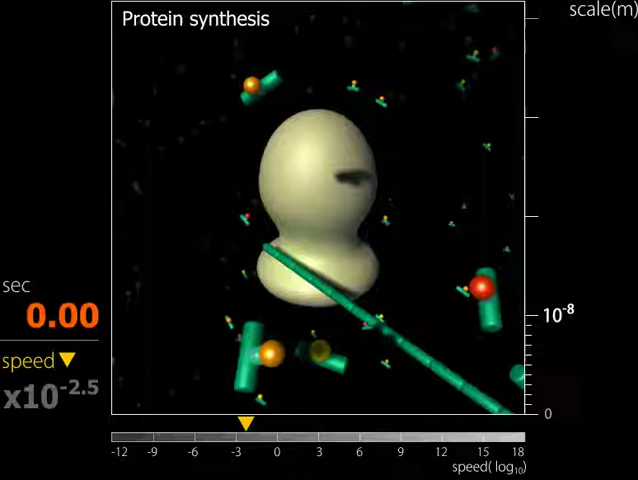 Protein synthesis
scale(m)
sec
0.00
speed▼
x10-2.5
10-8
0
-12 -9 -6 -3 0 3 6 9 12 15 18
speed( log10)